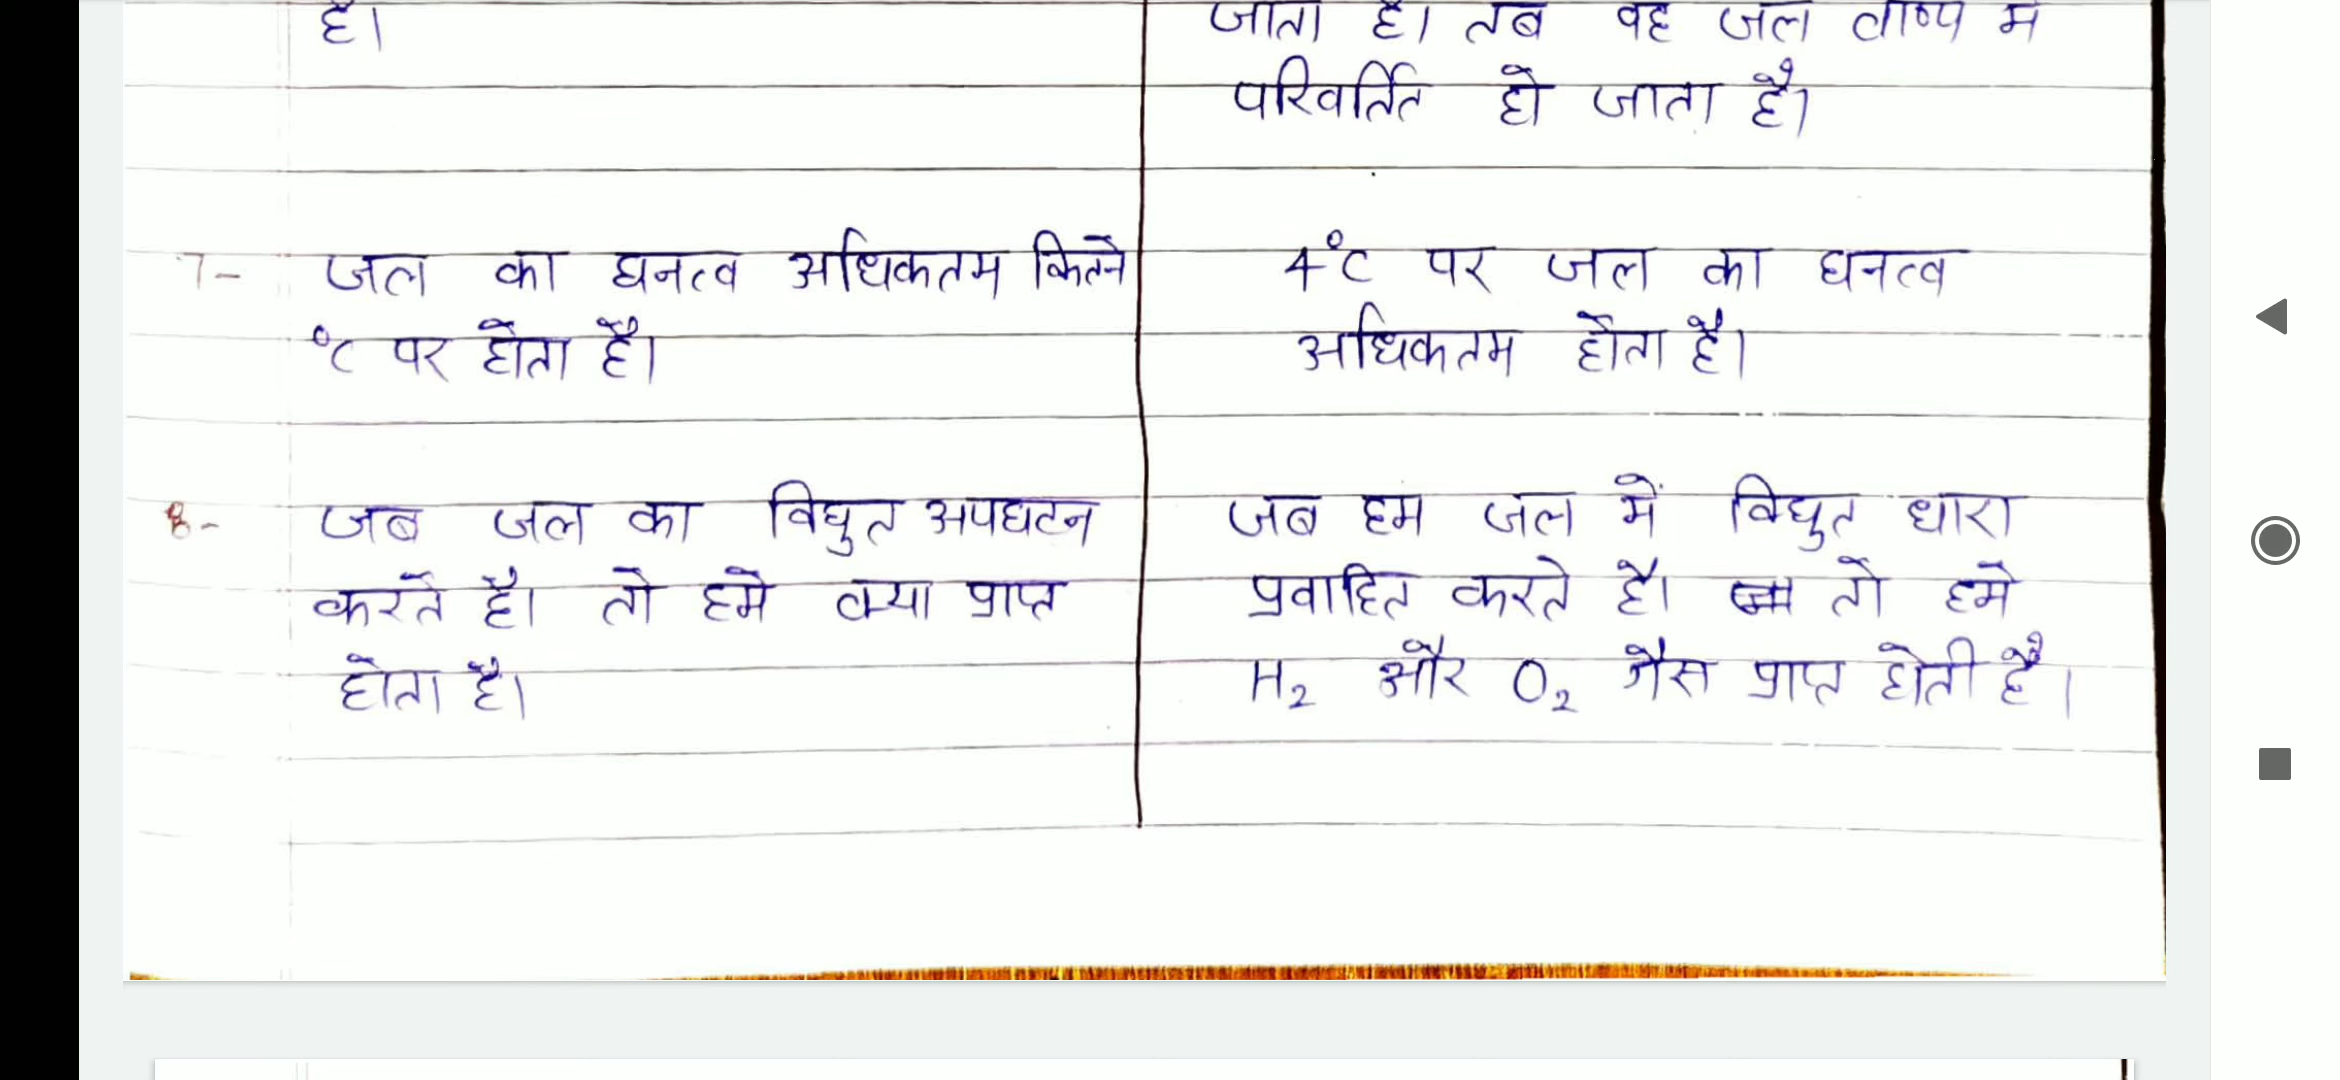 है।
जाता है। तब वह जल वाष्प में
परिवर्तित हो जाता है।
7- जल का घनत्व अधिकतम कितने
°C पर होता है।
4°C पर जल का घनत्व
अधिकतम होता है।
8- जब जल का विधुत अपघटन
करते है। तो हमे क्या प्राप्त
होता है।
जब हम जल में विधुत धारा
प्रवाहित करते है। तो हमे
H₂ और O₂ गैस प्राप्त होती है।